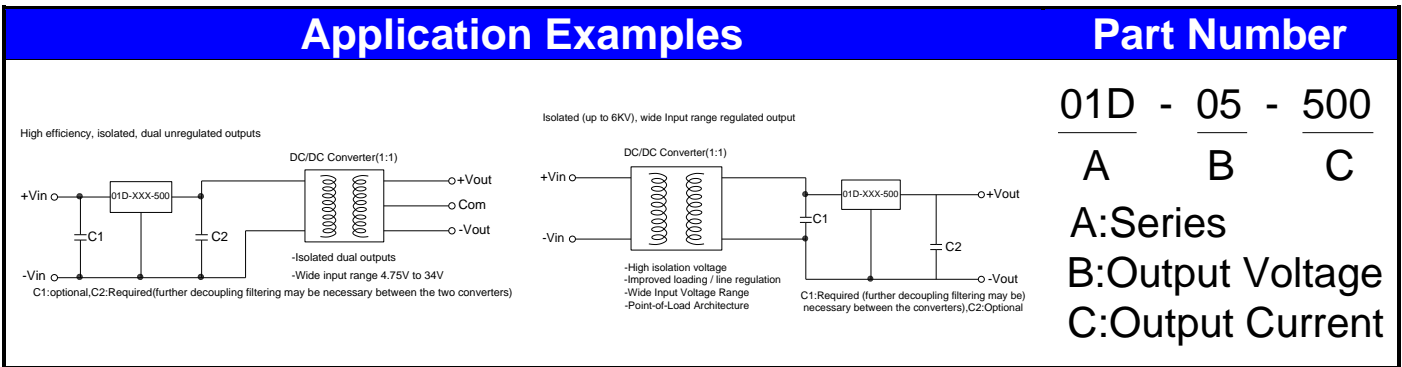 Application Examples
Part Number
High efficiency, isolated, dual unregulated outputs
DC/DC Converter(1:1)
+Vin
01D-XXX-500
+Vout
Com
C1
C2
-Vout
-Isolated dual outputs
-Vin
-Wide input range 4.75V to 34V
C1:optional,C2:Required(further decoupling filtering may be necessary between the two converters)
Isolated (up to 6KV), wide Input range regulated output
DC/DC Converter(1:1)
+Vin
01D-XXX-500
+Vout
C1
-Vin
C2
-High isolation voltage
-Improved loading / line regulation
-Wide Input Voltage Range
-Point-of-Load Architecture
-Vout
C1:Required (further decoupling filtering may be)
necessary between the converters),C2:Optional
01D - 05 - 500
A B C
A:Series
B:Output Voltage
C:Output Current